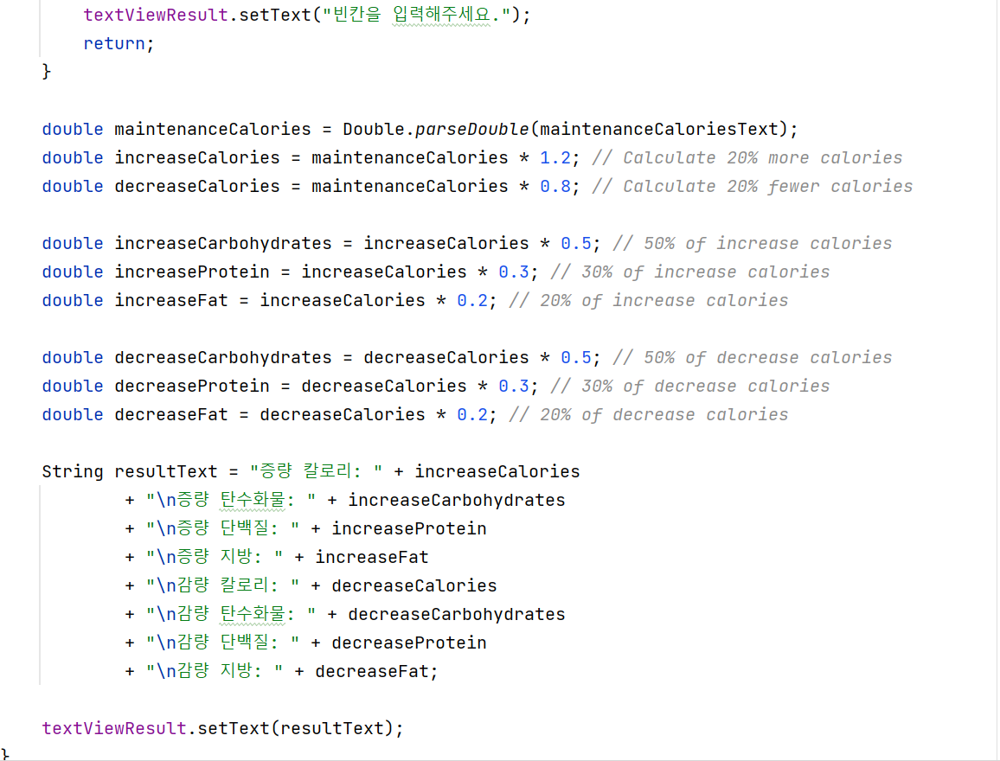 textViewResult.setText("빈칸을 입력해주세요.");
return;
}
double maintenanceCalories = Double.parseDouble(maintenanceCaloriesText);
double increaseCalories = maintenanceCalories * 1.2; // Calculate 20% more calories
double decreaseCalories = maintenanceCalories * 0.8; // Calculate 20% fewer calories
double increaseCarbohydrates = increaseCalories * 0.5; // 50% of increase calories
double increaseProtein = increaseCalories * 0.3; // 30% of increase calories
double increaseFat = increaseCalories * 0.2; // 20% of increase calories
double decreaseCarbohydrates = decreaseCalories * 0.5; // 50% of decrease calories
double decreaseProtein = decreaseCalories * 0.3; // 30% of decrease calories
double decreaseFat = decreaseCalories * 0.2; // 20% of decrease calories
String resultText = "증량 칼로리: " + increaseCalories
+ "\n증량 탄수화물: " + increaseCarbohydrates
+ "\n증량 단백질: " + increaseProtein
+ "\n증량 지방: " + increaseFat
+ "\n감량 칼로리: " + decreaseCalories
+ "\n감량 탄수화물: " + decreaseCarbohydrates
+ "\n감량 단백질: " + decreaseProtein
+ "\n감량 지방: " + decreaseFat;
textViewResult.setText(resultText);
}